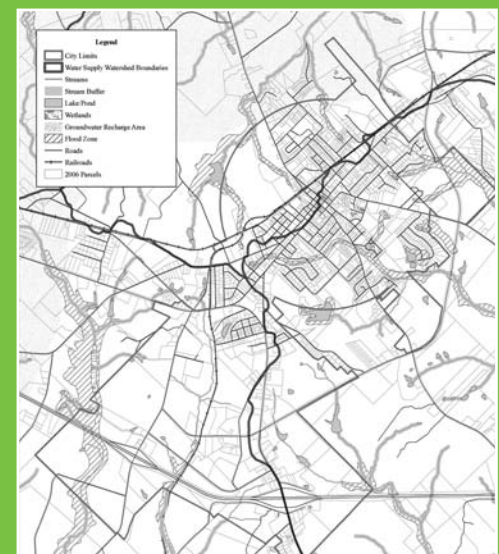 Legend
City Limits
Water Supply Watershed Boundaries
Streams
Stream Buffer
Lake/Pond
Wetlands
Groundwater Recharge Area
Flood Zone
Roads
Railroads
2006 Parcels